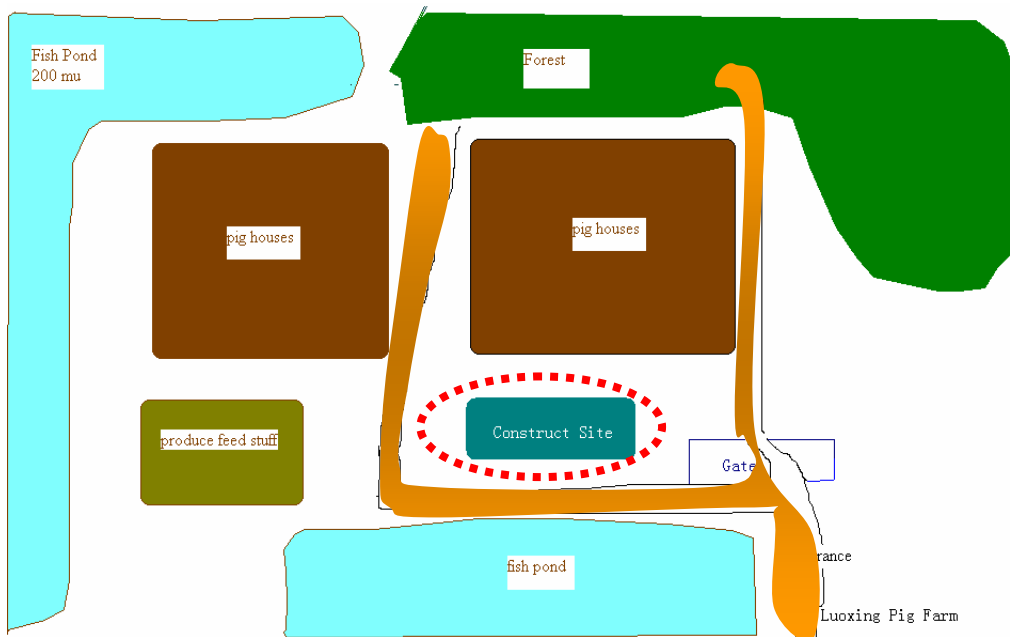 Fish Pond
200 mu
Forest
pig houses
pig houses
produce feed stuff
Construct Site
Gate
rance
fish pond
Luoxing Pig Farm